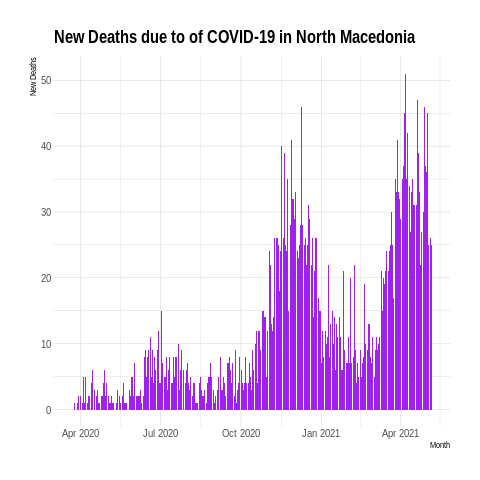 New Deaths due to of COVID-19 in North Macedonia
New Deaths
50
40
30
20
10
0
Apr 2020 Jul 2020 Oct 2020 Jan 2021 Apr 2021
Month